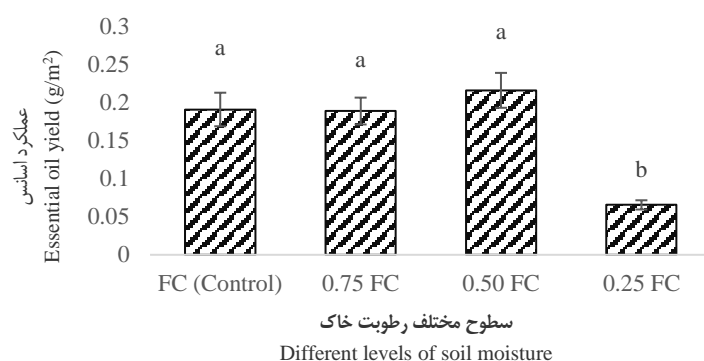 0.3
0.25
0.2
0.15
0.1
0.05
0
عملکرد اسانس
Essential oil yield (g/m²)
a
a
a
b
FC (Control)
0.75 FC
0.50 FC
0.25 FC
سطوح مختلف رطوبت خاک
Different levels of soil moisture